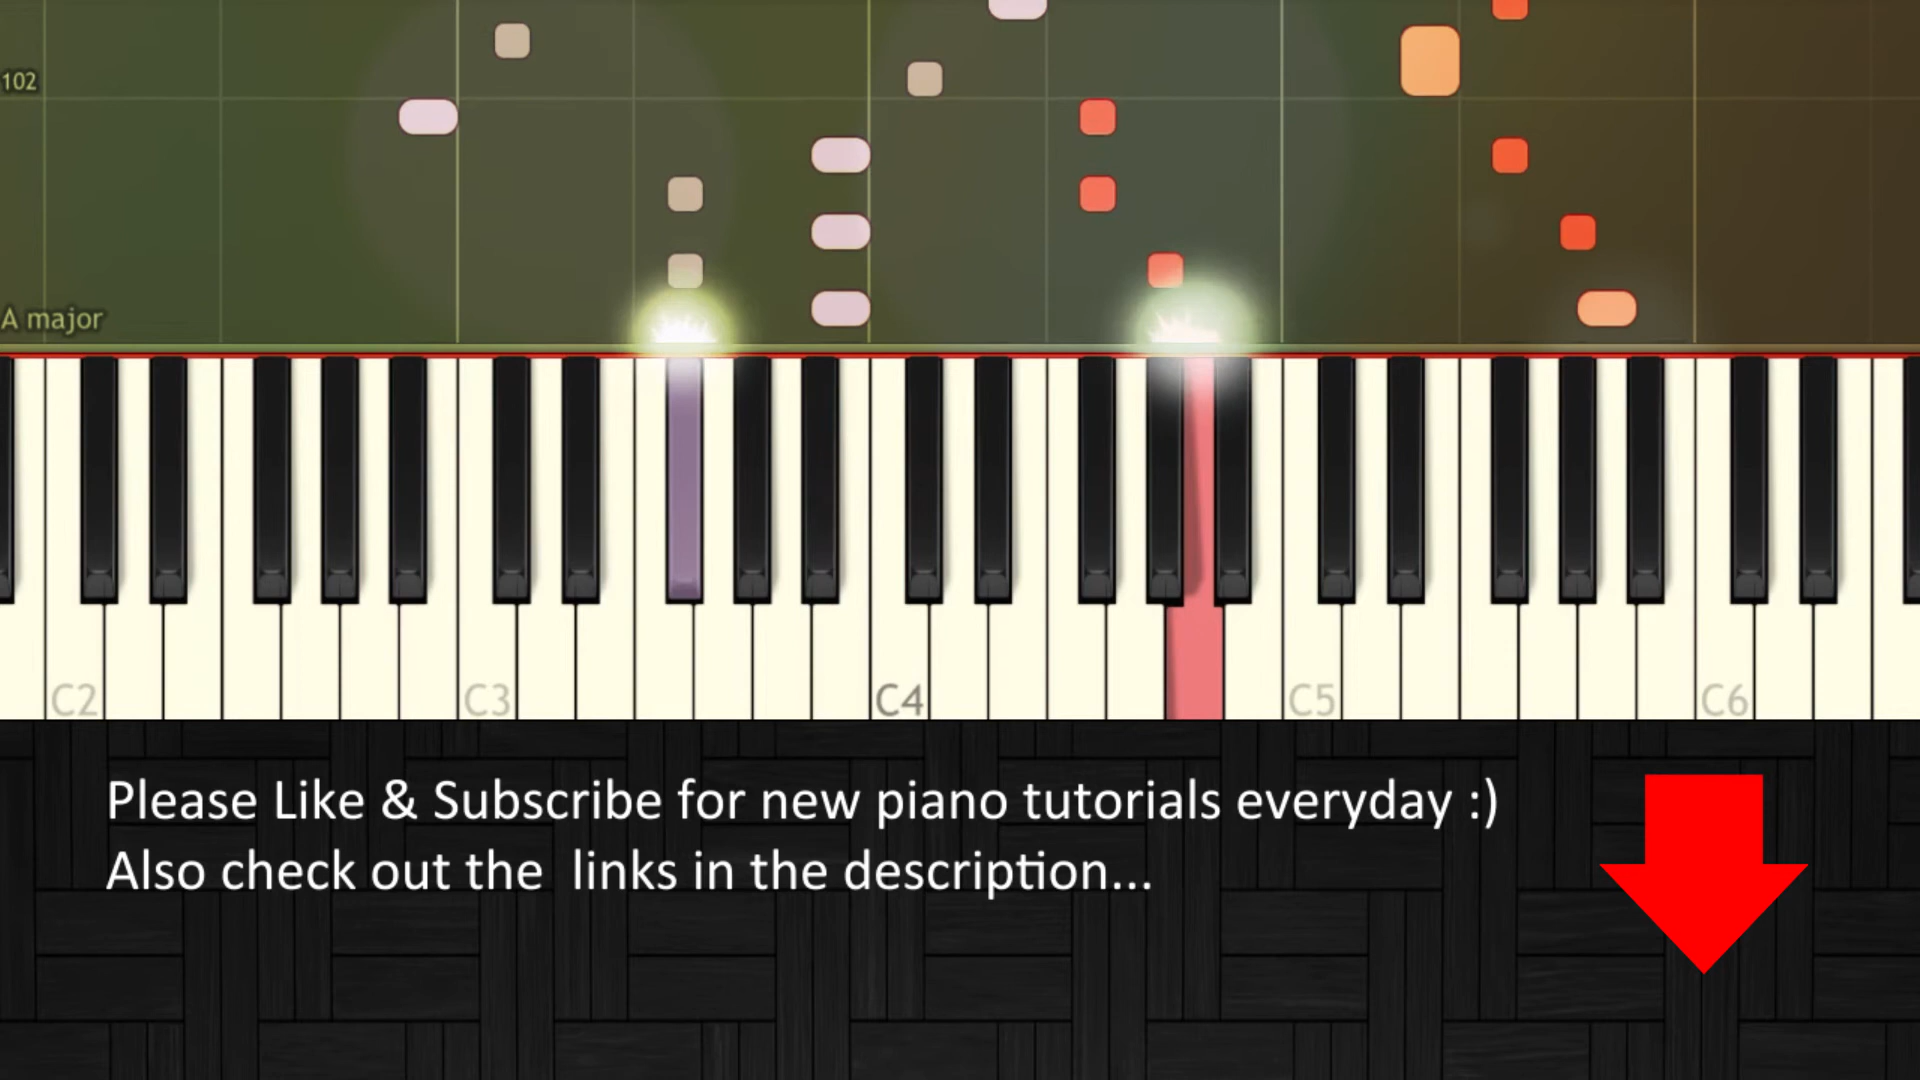 102
A major
C2 C3 C4 C5 C6
Please Like & Subscribe for new piano tutorials everyday :)
Also check out the  links in the description...